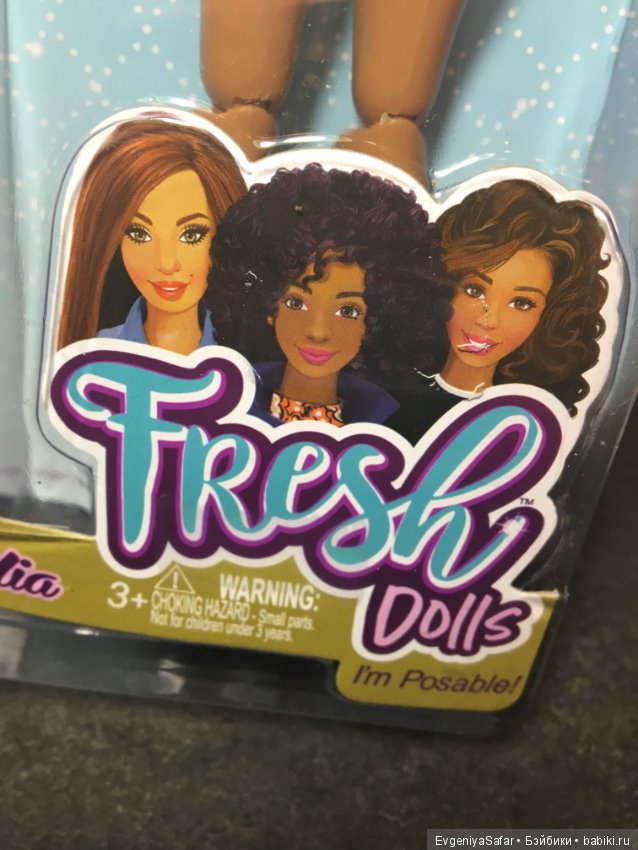 Fresh™
Dolls
lia
3+ WARNING:
CHOKING HAZARD - Small parts.
Not for children under 3 years.
I'm Posable!
EvgeniyaSafar • Бэйбики • babiki.ru